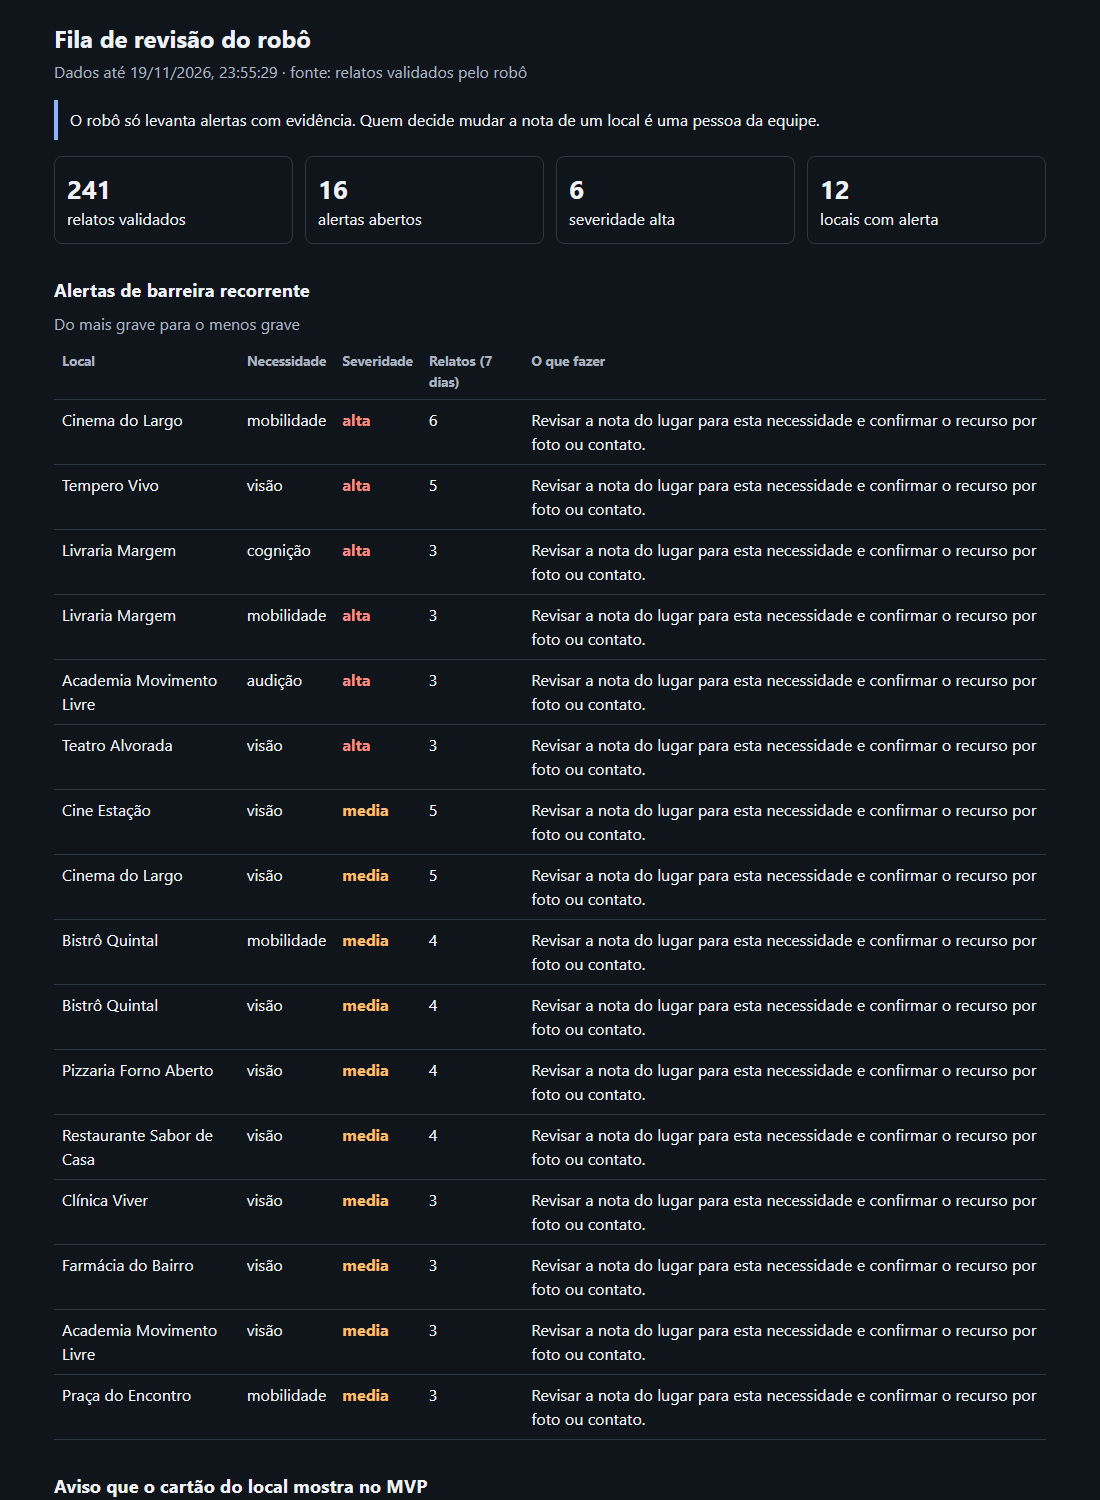 Fila de revisão do robô
Dados até 19/11/2026, 23:55:29 · fonte: relatos validados pelo robô
O robô só levanta alertas com evidência. Quem decide mudar a nota de um local é uma pessoa da equipe.
241
relatos validados
16
alertas abertos
6
severidade alta
12
locais com alerta
Alertas de barreira recorrente
Do mais grave para o menos grave
Local Necessidade Severidade Relatos (7 dias) O que fazer
Cinema do Largo mobilidade alta 6 Revisar a nota do lugar para esta necessidade e confirmar o recurso por
foto ou contato.
Tempero Vivo visão alta 5 Revisar a nota do lugar para esta necessidade e confirmar o recurso por
foto ou contato.
Livraria Margem cognição alta 3 Revisar a nota do lugar para esta necessidade e confirmar o recurso por
foto ou contato.
Livraria Margem mobilidade alta 3 Revisar a nota do lugar para esta necessidade e confirmar o recurso por
foto ou contato.
Academia Movimento Livre audição alta 3 Revisar a nota do lugar para esta necessidade e confirmar o recurso por
foto ou contato.
Teatro Alvorada visão alta 3 Revisar a nota do lugar para esta necessidade e confirmar o recurso por
foto ou contato.
Cine Estação visão media 5 Revisar a nota do lugar para esta necessidade e confirmar o recurso por
foto ou contato.
Cinema do Largo visão media 5 Revisar a nota do lugar para esta necessidade e confirmar o recurso por
foto ou contato.
Bistrô Quintal mobilidade media 4 Revisar a nota do lugar para esta necessidade e confirmar o recurso por
foto ou contato.
Bistrô Quintal visão media 4 Revisar a nota do lugar para esta necessidade e confirmar o recurso por
foto ou contato.
Pizzaria Forno Aberto visão media 4 Revisar a nota do lugar para esta necessidade e confirmar o recurso por
foto ou contato.
Restaurante Sabor de Casa visão media 4 Revisar a nota do lugar para esta necessidade e confirmar o recurso por
foto ou contato.
Clínica Viver visão media 3 Revisar a nota do lugar para esta necessidade e confirmar o recurso por
foto ou contato.
Farmácia do Bairro visão media 3 Revisar a nota do lugar para esta necessidade e confirmar o recurso por
foto ou contato.
Academia Movimento Livre visão media 3 Revisar a nota do lugar para esta necessidade e confirmar o recurso por
foto ou contato.
Praça do Encontro mobilidade media 3 Revisar a nota do lugar para esta necessidade e confirmar o recurso por
foto ou contato.
Aviso que o cartão do local mostra no MVP